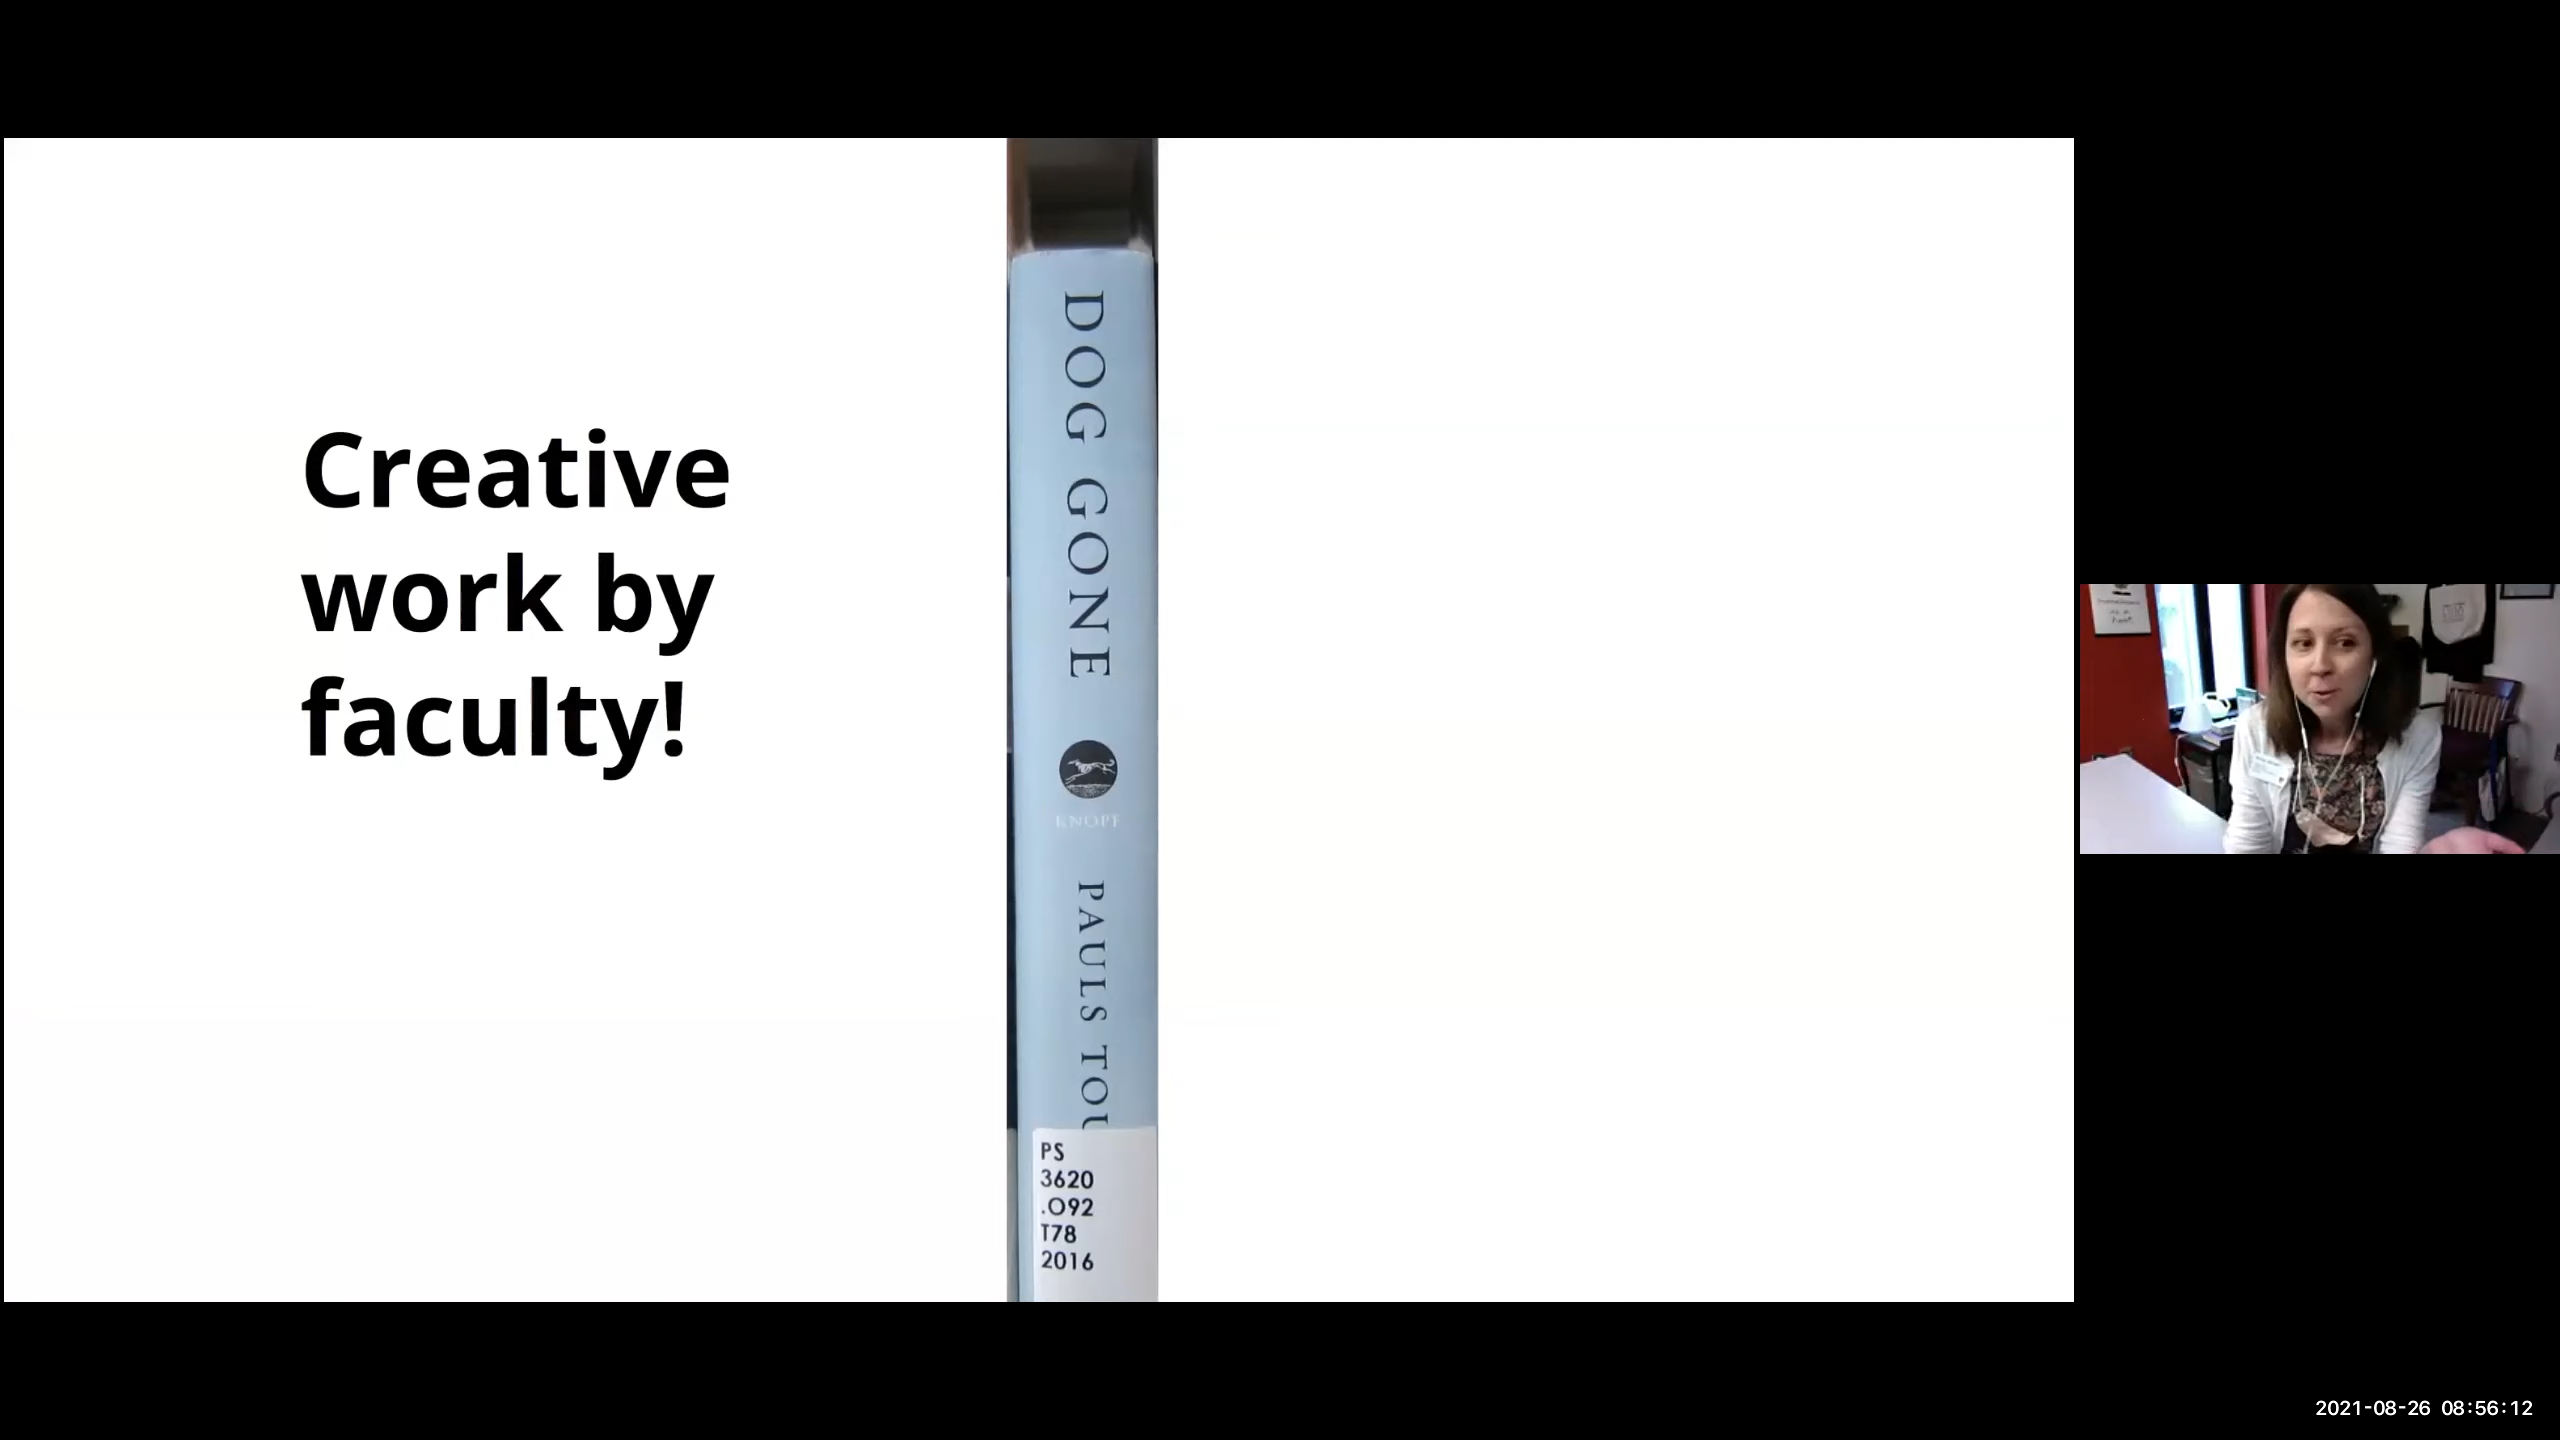 Creative
work by
faculty!
DOG GONE
KNOPF
PAULS TOU
PS
3620
.O92
T78
2016
2021-08-26 08:56:12